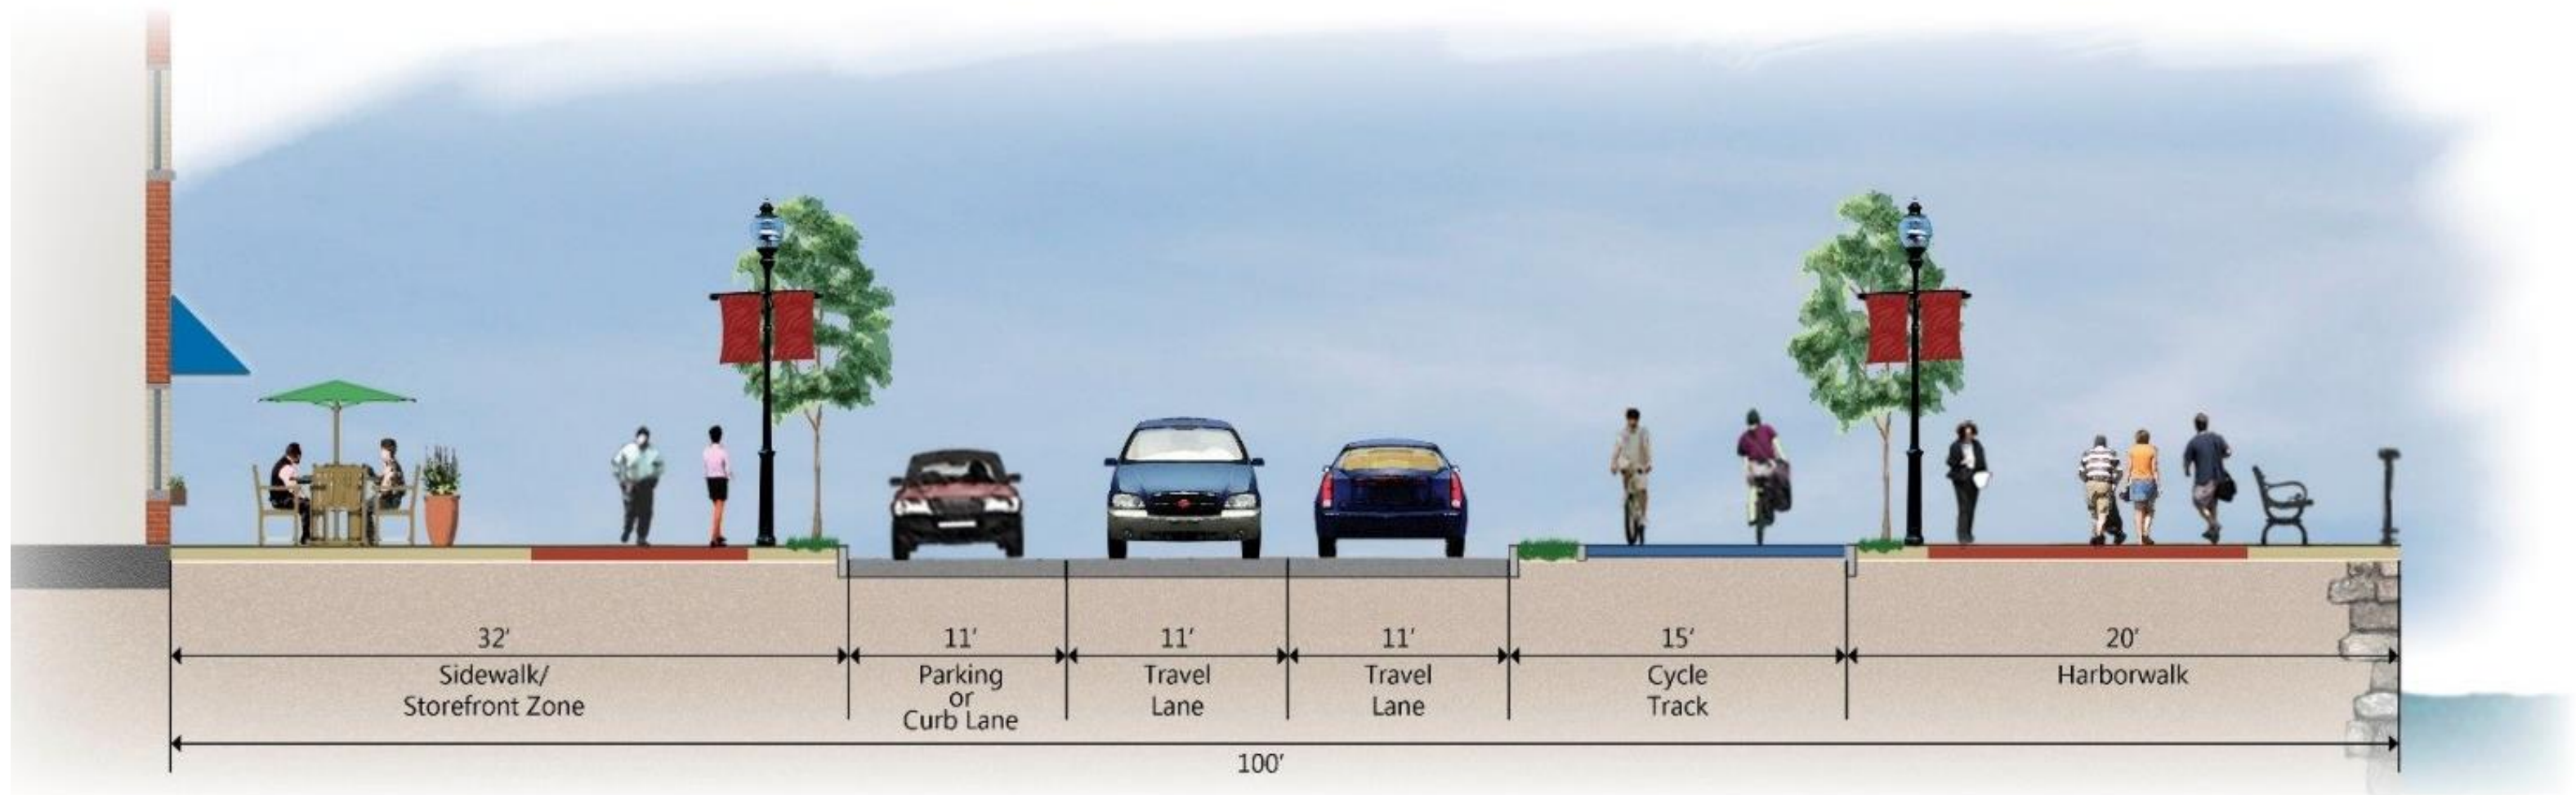 32'
Sidewalk/
Storefront Zone
11'
Parking
or
Curb Lane
11'
Travel
Lane
11'
Travel
Lane
15'
Cycle
Track
20'
Harborwalk
100'